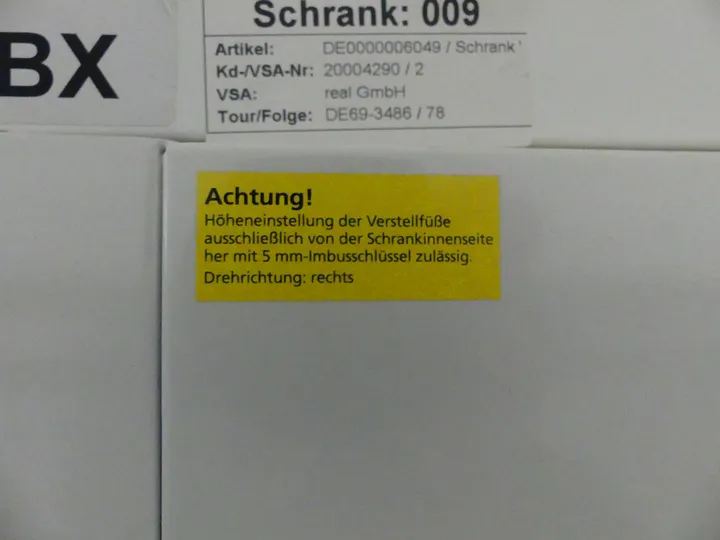 BX
Schrank: 009
Artikel: DE0000006049 / Schrank
Kd-/VSA-Nr: 20004290 / 2
VSA: real GmbH
Tour/Folge: DE69-3486 / 78
Achtung!
Höheneinstellung der Verstellfüße
ausschließlich von der Schrankinnenseite
her mit 5 mm-Imbusschlüssel zulässig.
Drehrichtung: rechts